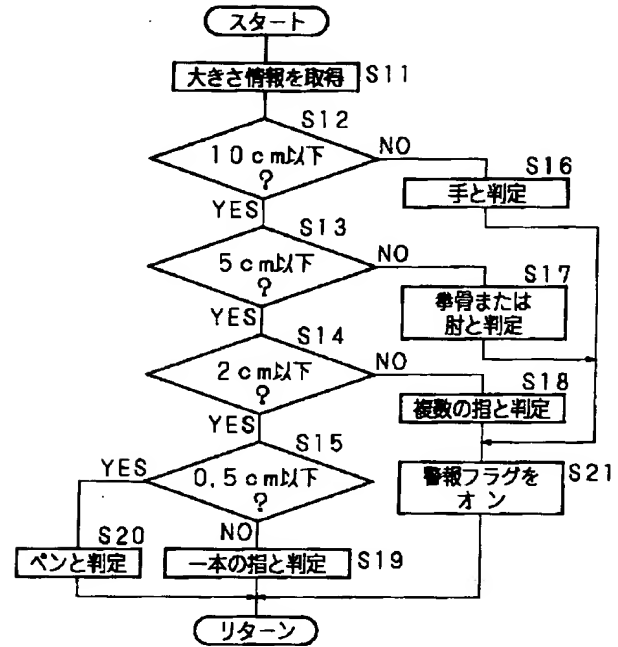 スタート
大きさ情報を取得 S11
S12
10cm以下
?
NO
YES
S16
手と判定
S13
5cm以下
?
NO
YES
S17
拳骨または
肘と判定
S14
2cm以下
?
NO
YES
S18
複数の指と判定
S15
0.5cm以下
?
YES
NO
警報フラグを
オン
S21
S20
ペンと判定
一本の指と判定 S19
リターン